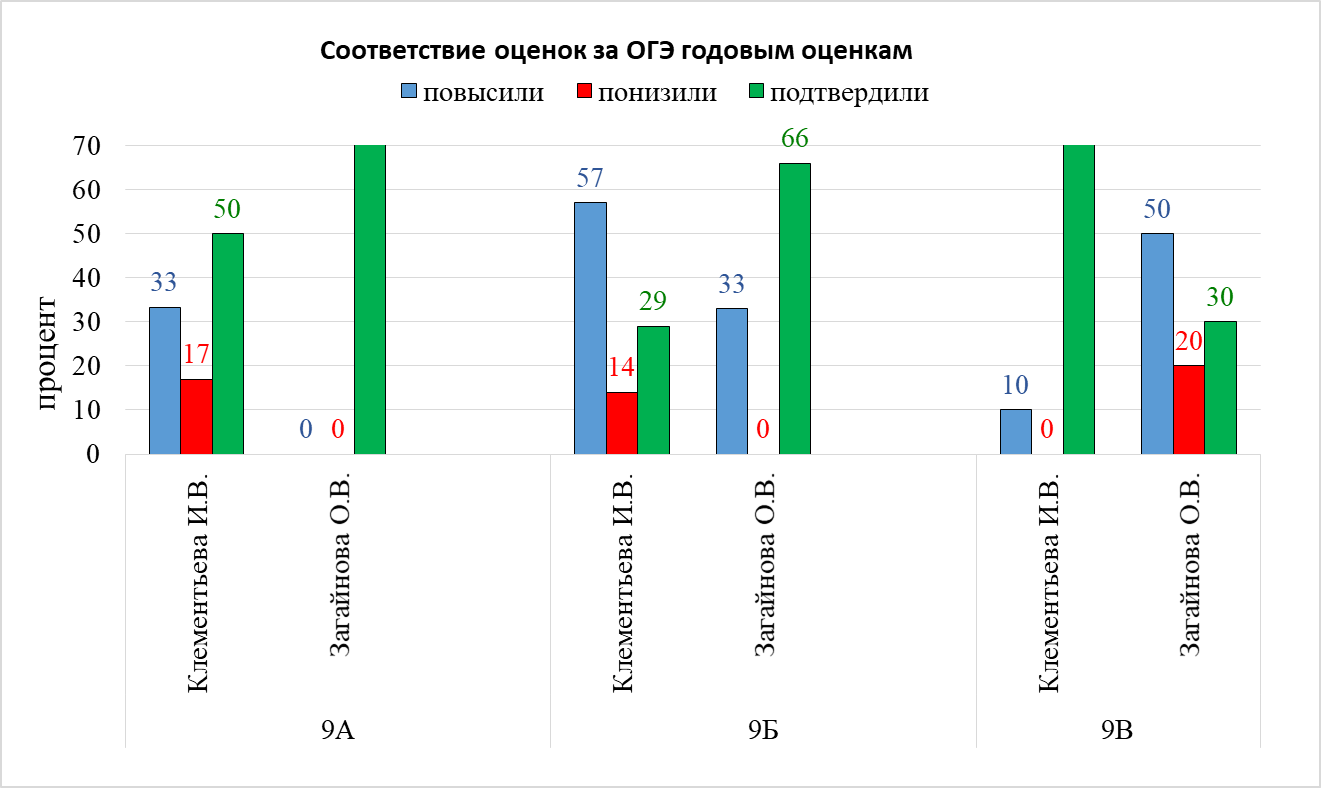 Соответствие оценок за ОГЭ годовым оценкам
повысили понизили подтвердили
процент
70
60
50
40
30
20
10
0
33
17
50
0
0
57
14
29
33
0
66
10
0
50
20
30
Клементьева И.В.
Загайнова О.В.
Клементьева И.В.
Загайнова О.В.
Клементьева И.В.
Загайнова О.В.
9А
9Б
9В